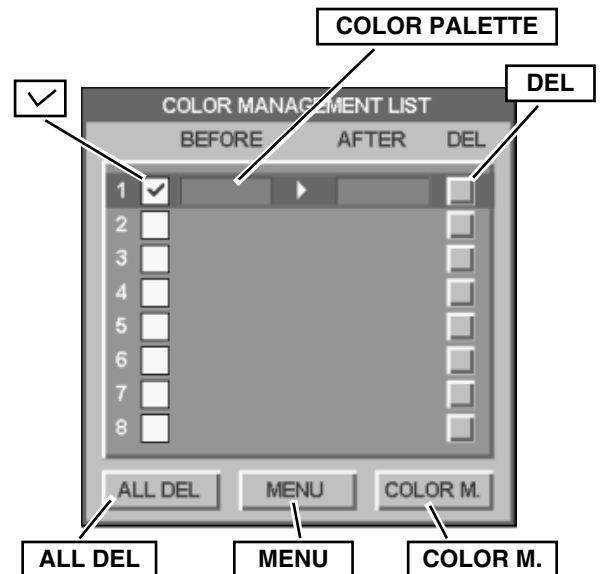 COLOR PALETTE
DEL
COLOR MANAGEMENT LIST
BEFORE AFTER DEL
1
2
3
4
5
6
7
8
ALL DEL MENU COLOR M.
ALL DEL MENU COLOR M.